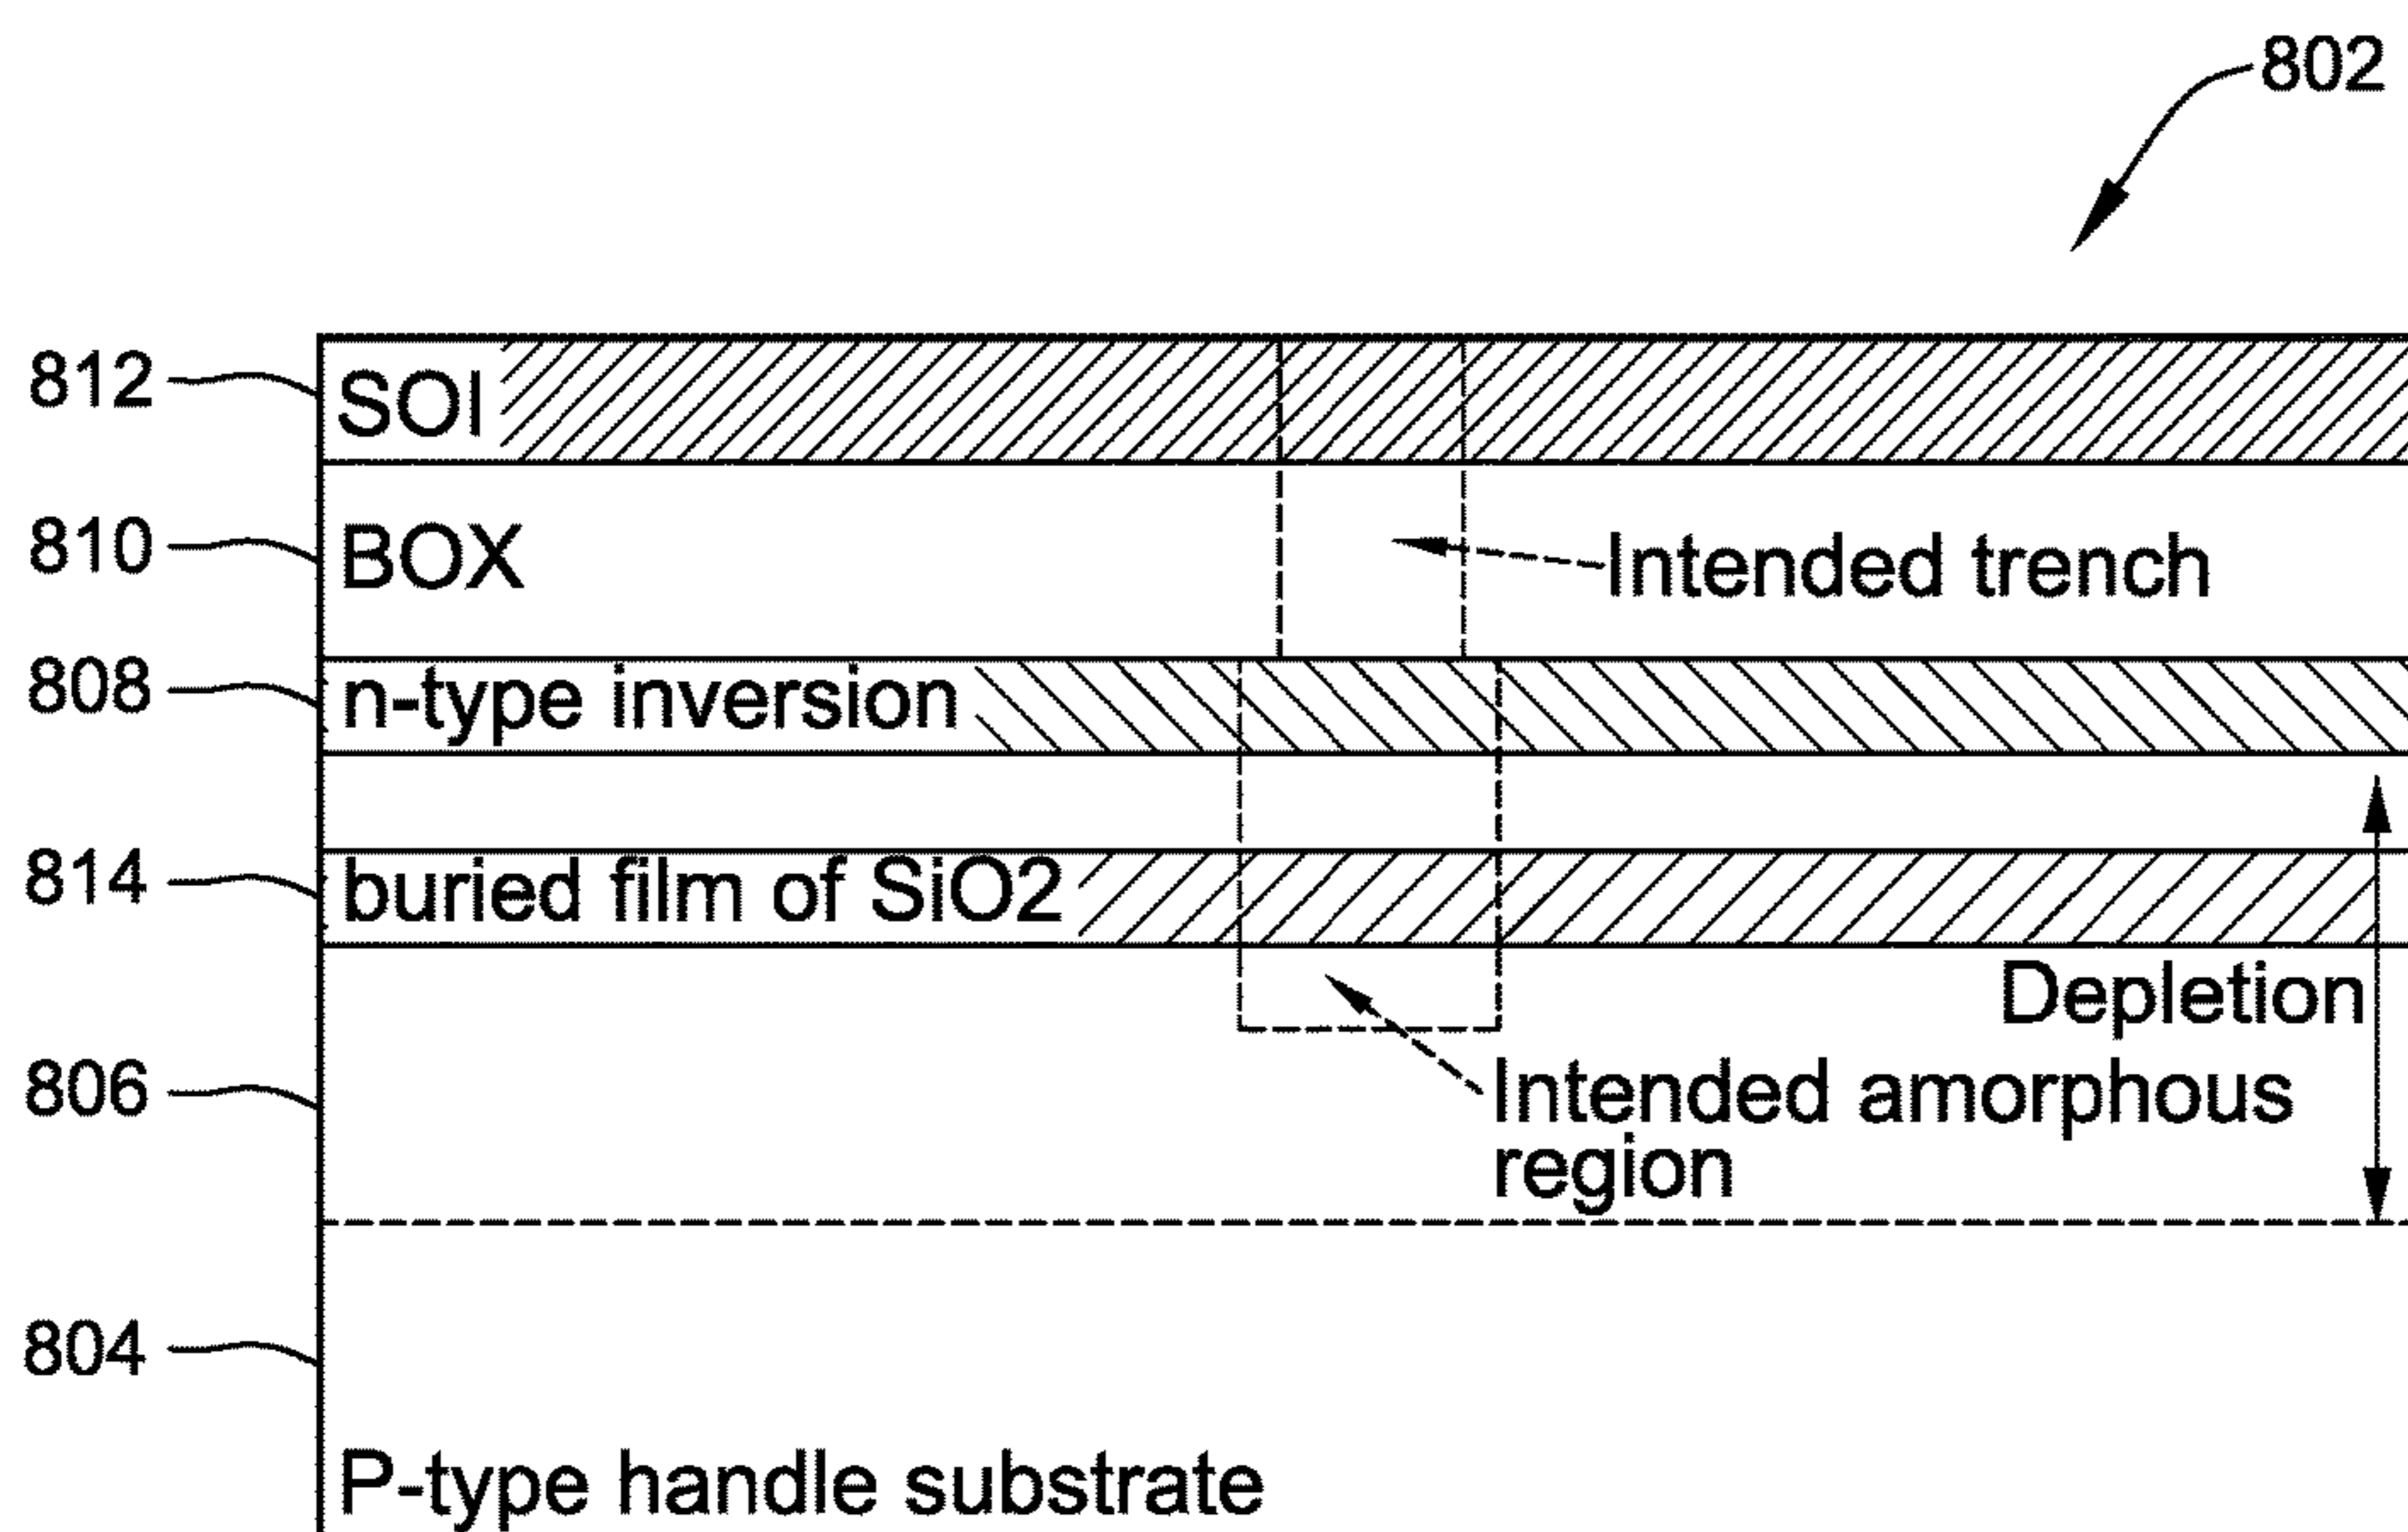 802
812
SOI
810
BOX
Intended trench
808
n-type inversion
814
buried film of SiO2
Depletion
806
Intended amorphous
region
804
P-type handle substrate